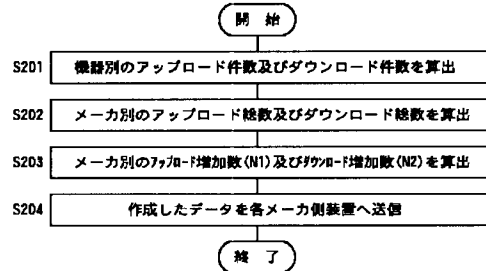 開 始
S201 機器別のアップロード件数及びダウンロード件数を算出
S202 メーカ別のアップロード総数及びダウンロード総数を算出
S203 メーカ別のｱｯﾌﾟﾛｰﾄﾞ増加数(N1)及びﾀﾞｳﾝﾛｰﾄﾞ増加数(N2)を算出
S204 作成したデータを各メーカ側装置へ送信
終 了